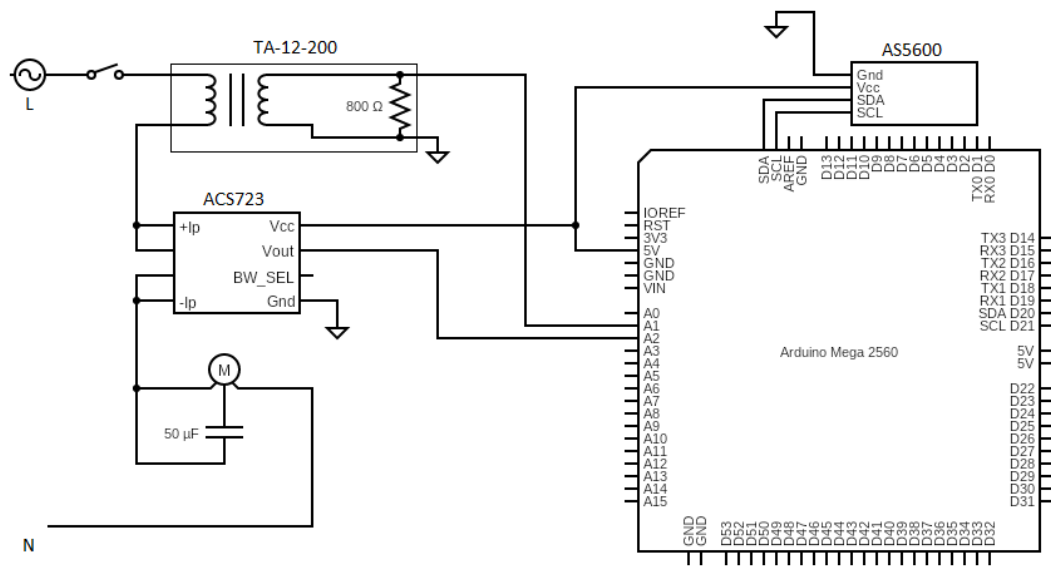 TA-12-200
L
800 Ω
ACS723
+Ip
-Ip
Vcc
Vout
BW_SEL
Gnd
M
50 µF
N
AS5600
Gnd
Vcc
SDA
SCL
SDA
SCL
AREF
GND
D13
D12
D11
D10
D9
D8
D7
D6
D5
D4
D3
D2
TX0 D1
RX0 D0
IOREF
RST
3V3
5V
GND
GND
VIN
A0
A1
A2
A3
A4
A5
A6
A7
A8
A9
A10
A11
A12
A13
A14
A15
Arduino Mega 2560
TX3 D14
RX3 D15
TX2 D16
RX2 D17
TX1 D18
RX1 D19
SDA D20
SCL D21
5V
5V
D22
D23
D24
D25
D26
D27
D28
D29
D30
D31
GND
GND
D53
D52
D51
D50
D49
D48
D47
D46
D45
D44
D43
D42
D41
D40
D39
D38
D37
D36
D35
D34
D33
D32